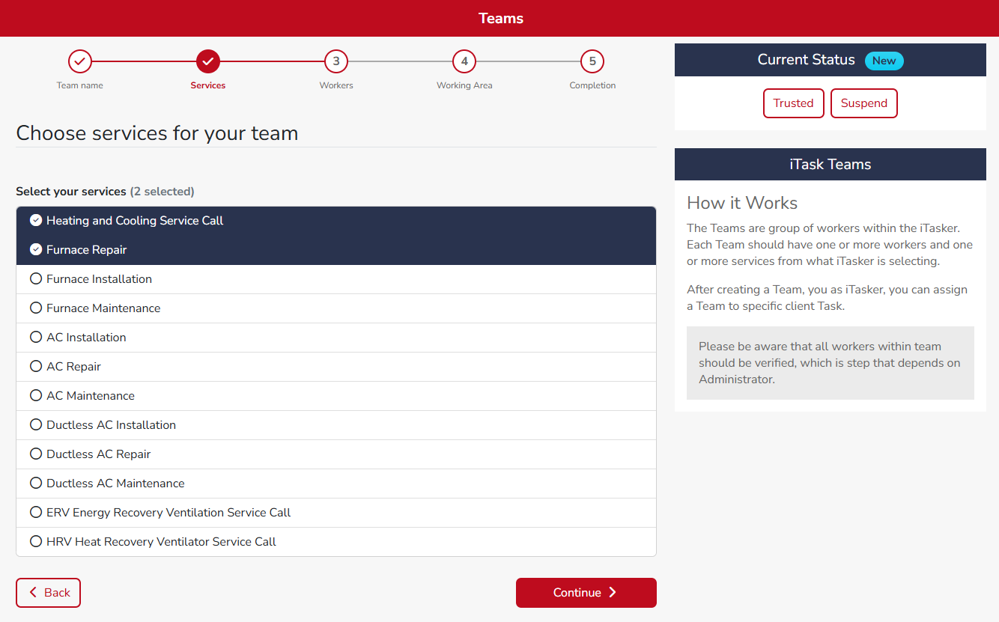 Teams
3
4
5
Team name
Services
Workers
Working Area
Completion
Choose services for your team
Select your services (2 selected)
Heating and Cooling Service Call
Furnace Repair
Furnace Installation
Furnace Maintenance
AC Installation
AC Repair
AC Maintenance
Ductless AC Installation
Ductless AC Repair
Ductless AC Maintenance
ERV Energy Recovery Ventilation Service Call
HRV Heat Recovery Ventilator Service Call
Back
Continue
Current Status New
Trusted
Suspend
iTask Teams
How it Works
The Teams are group of workers within the iTasker.
Each Team should have one or more workers and one
or more services from what iTasker is selecting.
After creating a Team, you as iTasker, you can assign
a Team to specific client Task.
Please be aware that all workers within team
should be verified, which is step that depends on
Administrator.